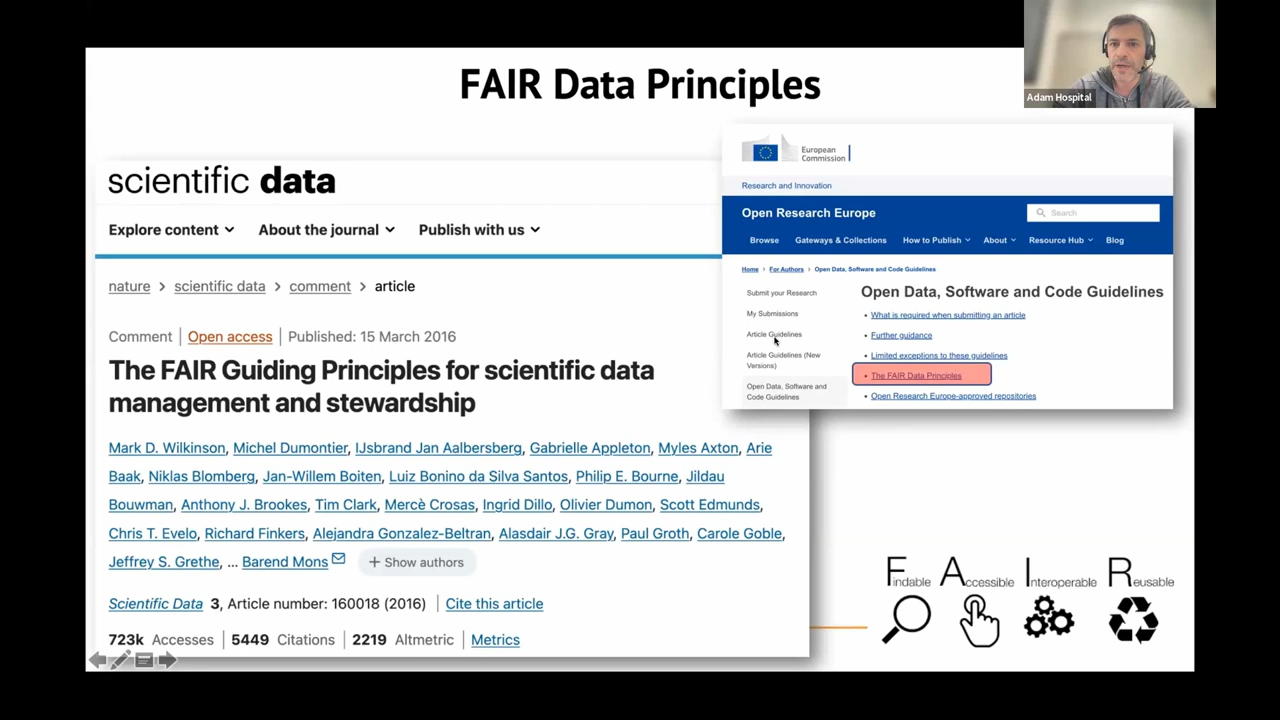 FAIR Data Principles
Adam Hospital
scientific data
Explore content
About the journal
Publish with us
nature > scientific data > comment > article
Comment | Open access | Published: 15 March 2016
The FAIR Guiding Principles for scientific data
management and stewardship
Mark D. Wilkinson, Michel Dumontier, IJsbrand Jan Aalbersberg, Gabrielle Appleton, Myles Axton, Arie
Baak, Niklas Blomberg, Jan-Willem Boiten, Luiz Bonino da Silva Santos, Philip E. Bourne, Jildau
Bouwman, Anthony J. Brookes, Tim Clark, Mercè Crosas, Ingrid Dillo, Olivier Dumon, Scott Edmunds,
Chris T. Evelo, Richard Finkers, Alejandra Gonzalez-Beltran, Alasdair J.G. Gray, Paul Groth, Carole Goble,
Jeffrey S. Grethe, ... Barend Mons + Show authors
Scientific Data 3, Article number: 160018 (2016) | Cite this article
723k Accesses | 5449 Citations | 2219 Altmetric | Metrics
European
Commission
Research and Innovation
Open Research Europe
Search
Browse
Gateways & Collections
How to Publish
About
Resource Hub
Blog
Home > For Authors > Open Data, Software and Code Guidelines
Submit your Research
My Submissions
Article Guidelines
Article Guidelines (New
Versions)
Open Data, Software and
Code Guidelines
Open Data, Software and Code Guidelines
• What is required when submitting an article
• Further guidance
• Limited exceptions to these guidelines
• The FAIR Data Principles
• Open Research Europe-approved repositories
Findable
Accessible
Interoperable
Reusable